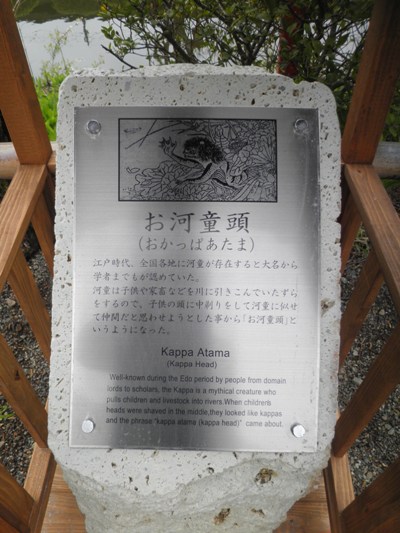 お河童頭
(おかっぱあたま)
江戸時代、全国各地に河童が存在すると大名から
学者までもが認めていた。
河童は子供や家畜などを川に引きこんでいたずら
をするので、子供の頭に中剃りをして河童に似せ
て仲間だと思わせようとした事から「お河童頭」と
いうようになった。
Kappa Atama
(Kappa Head)
Well-known during the Edo period by people from domain
lords to scholars, the Kappa is a mythical creature who
pulls children and livestock into rivers.When childrens
heads were shaved in the middle,they looked like kappas
and the phrase "kappa atama (kappa head)" came about.